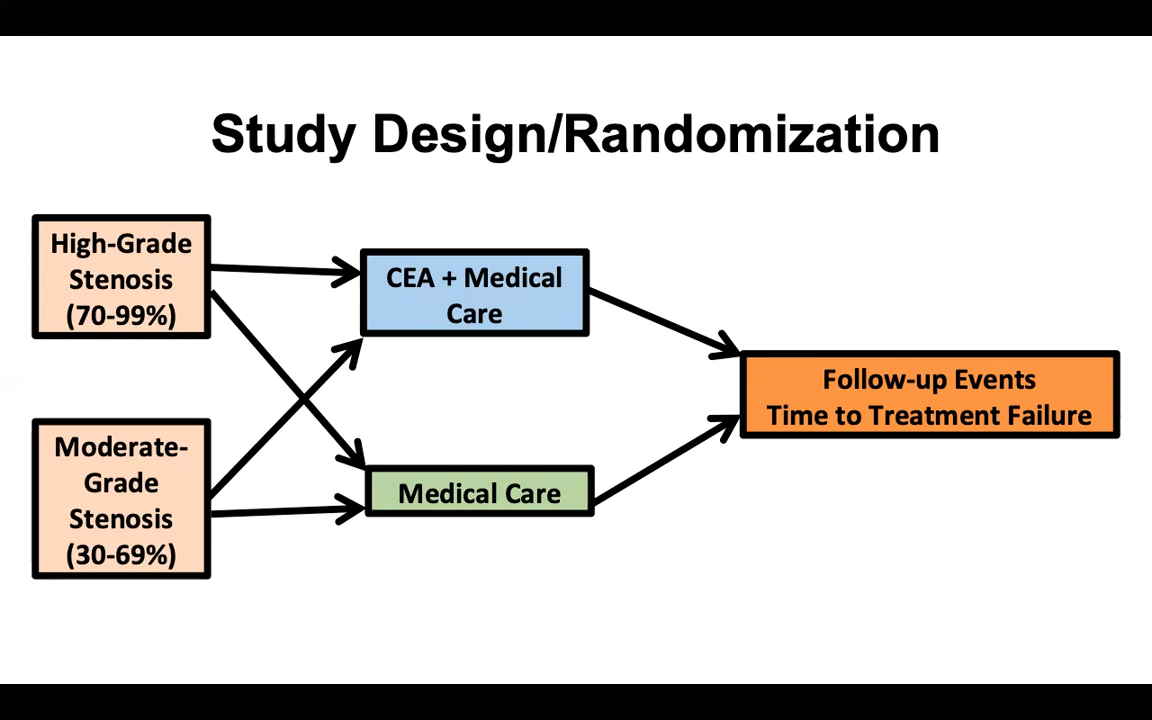 Study Design/Randomization
High-Grade
Stenosis
(70-99%)
CEA + Medical
Care
Follow-up Events
Time to Treatment Failure
Moderate-
Grade
Stenosis
(30-69%)
Medical Care